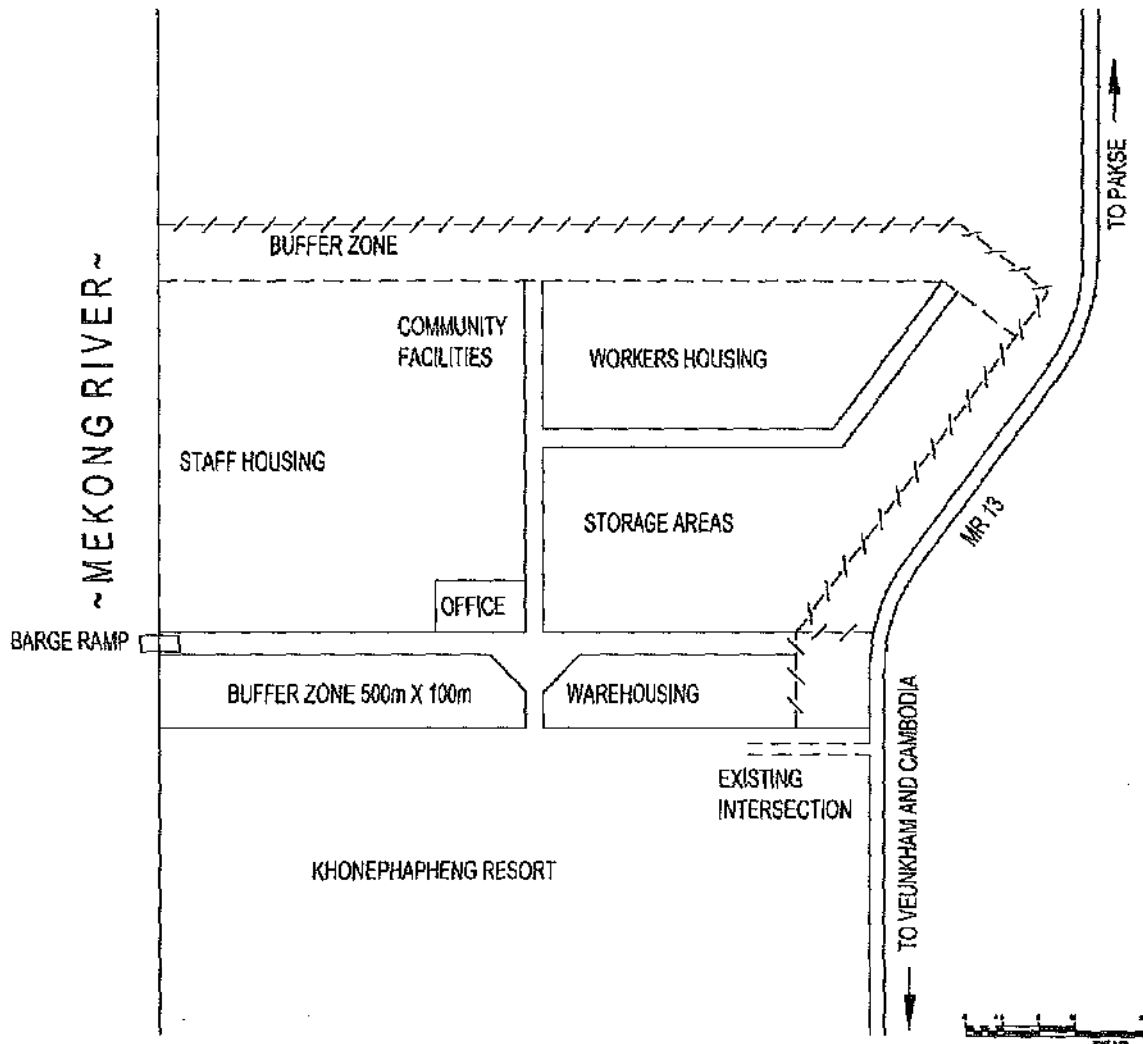 TO PAKSE
BUFFER ZONE
~MEKONG RIVER~
COMMUNITY
FACILITIES
WORKERS HOUSING
STAFF HOUSING
STORAGE AREAS
MR 13
OFFICE
BARGE RAMP
BUFFER ZONE 500m X 100m
WAREHOUSING
EXISTING
INTERSECTION
TO VEUNKHAM AND CAMBODIA
KHONEPHAPHENG RESORT